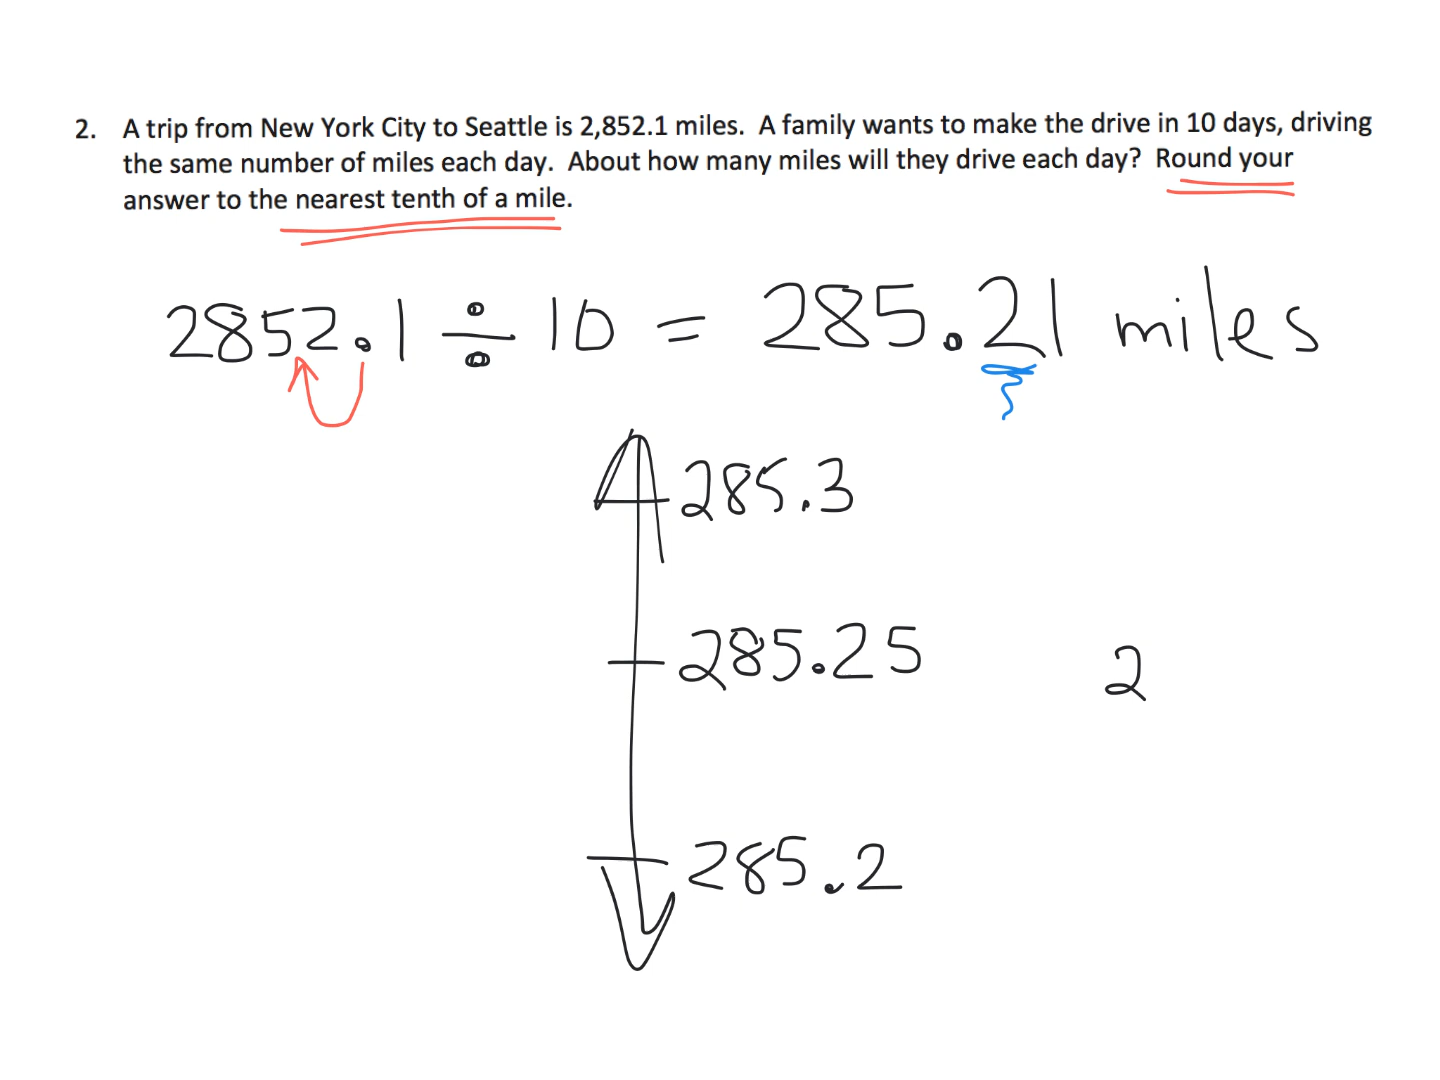 2. A trip from New York City to Seattle is 2,852.1 miles. A family wants to make the drive in 10 days, driving
the same number of miles each day. About how many miles will they drive each day? Round your
answer to the nearest tenth of a mile.
2852.1 ÷ 10 = 285.21 miles
285.3
285.25 2
285.2